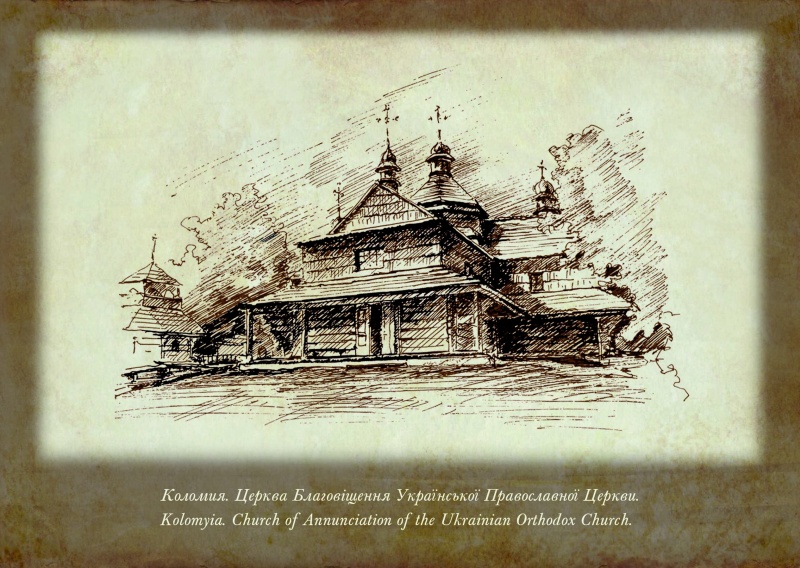 Коломия. Церква Благовіщення Української Православної Церкви.
Kolomyia. Church of Annunciation of the Ukrainian Orthodox Church.